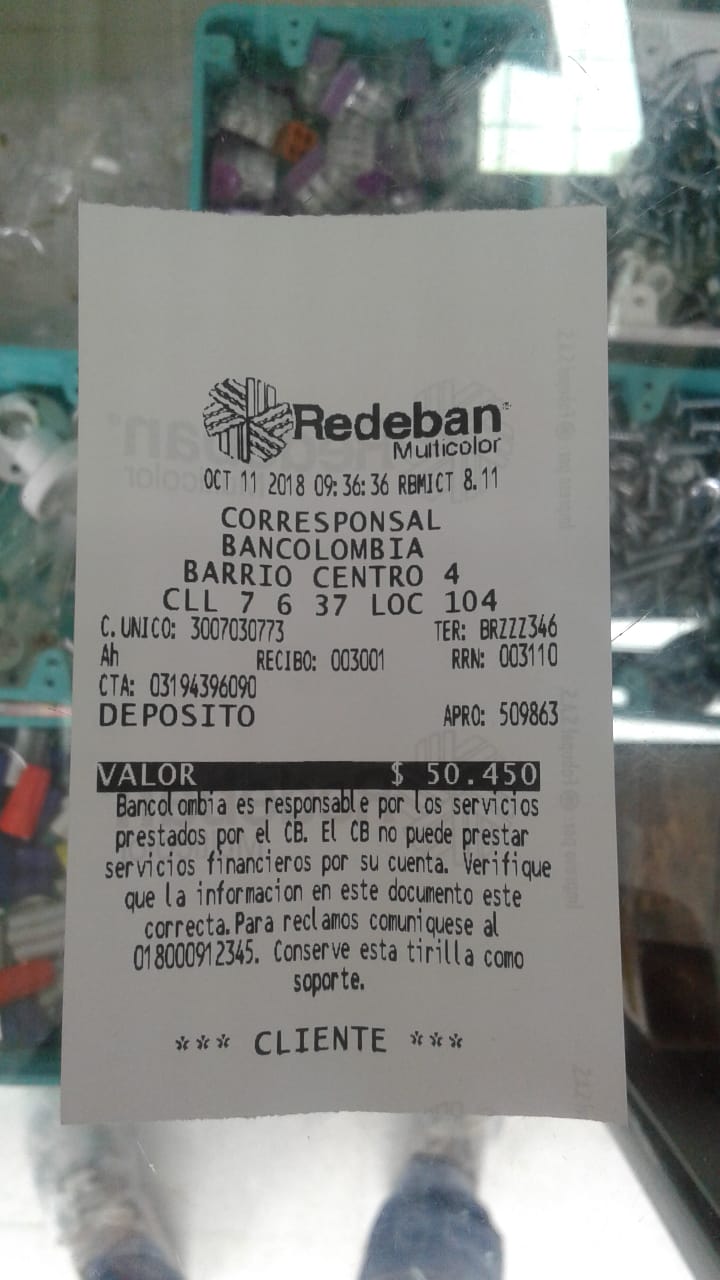 Redeban
Multicolor
OCT 11 2018 09:36:36 RBMICT 8.11
CORRESPONSAL
BANCOLOMBIA
BARRIO CENTRO 4
CLL 7 6 37 LOC 104
C.UNICO: 3007030773 TER: BRZZZ346
Ah RECIBO: 003001 RRN: 003110
CTA: 03194396090
DEPOSITO APRO: 509863
VALOR $ 50.450
Bancolombia es responsable por los servicios
prestados por el CB. El CB no puede prestar
servicios financieros por su cuenta. Verifique
que la informacion en este documento este
correcta.Para reclamos comuniquese al
018000912345. Conserve esta tirilla como
soporte.
*** CLIENTE ***